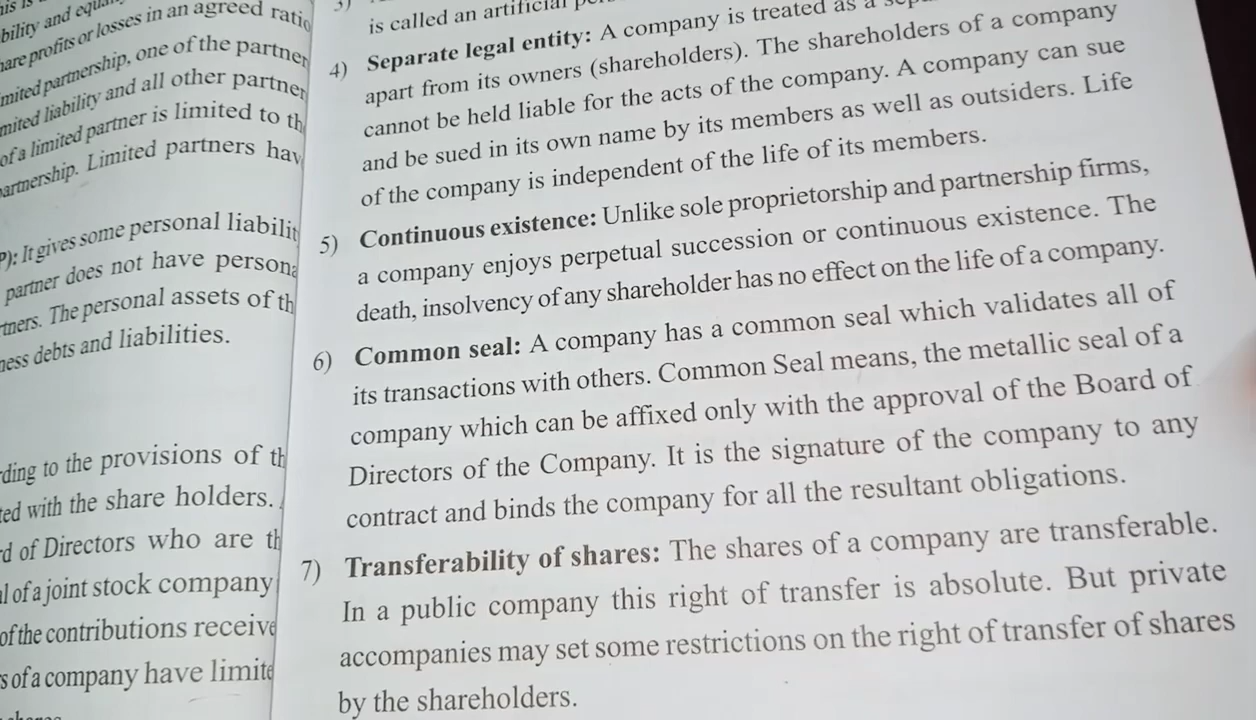 bility and
are profits or losses in an agreed ratio
mited partnership, one of the partner
mited liability and all other partner
of a limited partner is limited to th
artnership. Limited partners hav
P): It gives some personal liabilit
partner does not have persona
tners. The personal assets of th
ness debts and liabilities.
ding to the provisions of th
ted with the share holders.
d of Directors who are th
l of a joint stock company
of the contributions receive
s of a company have limite
is called an artificial
4) Separate legal entity: A company is treated as a
apart from its owners (shareholders). The shareholders of a company
cannot be held liable for the acts of the company. A company can sue
and be sued in its own name by its members as well as outsiders. Life
of the company is independent of the life of its members.
5) Continuous existence: Unlike sole proprietorship and partnership firms,
a company enjoys perpetual succession or continuous existence. The
death, insolvency of any shareholder has no effect on the life of a company.
6) Common seal: A company has a common seal which validates all of
its transactions with others. Common Seal means, the metallic seal of a
company which can be affixed only with the approval of the Board of
Directors of the Company. It is the signature of the company to any
contract and binds the company for all the resultant obligations.
7) Transferability of shares: The shares of a company are transferable.
In a public company this right of transfer is absolute. But private
accompanies may set some restrictions on the right of transfer of shares
by the shareholders.